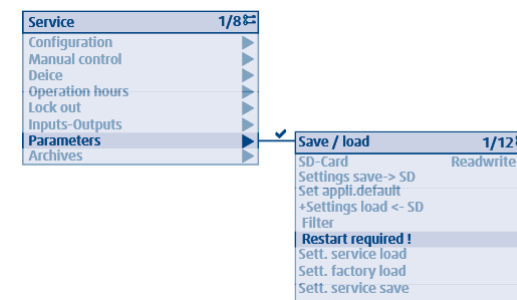 Service 1/8
Configuration
Manual control
Deice
Operation hours
Lock out
Inputs-Outputs
Parameters
Archives
Save / load 1/12
SD-Card Readwrite
Settings save-> SD
Set appli.default
+Settings load <- SD
Filter
Restart required !
Sett. service load
Sett. factory load
Sett. service save